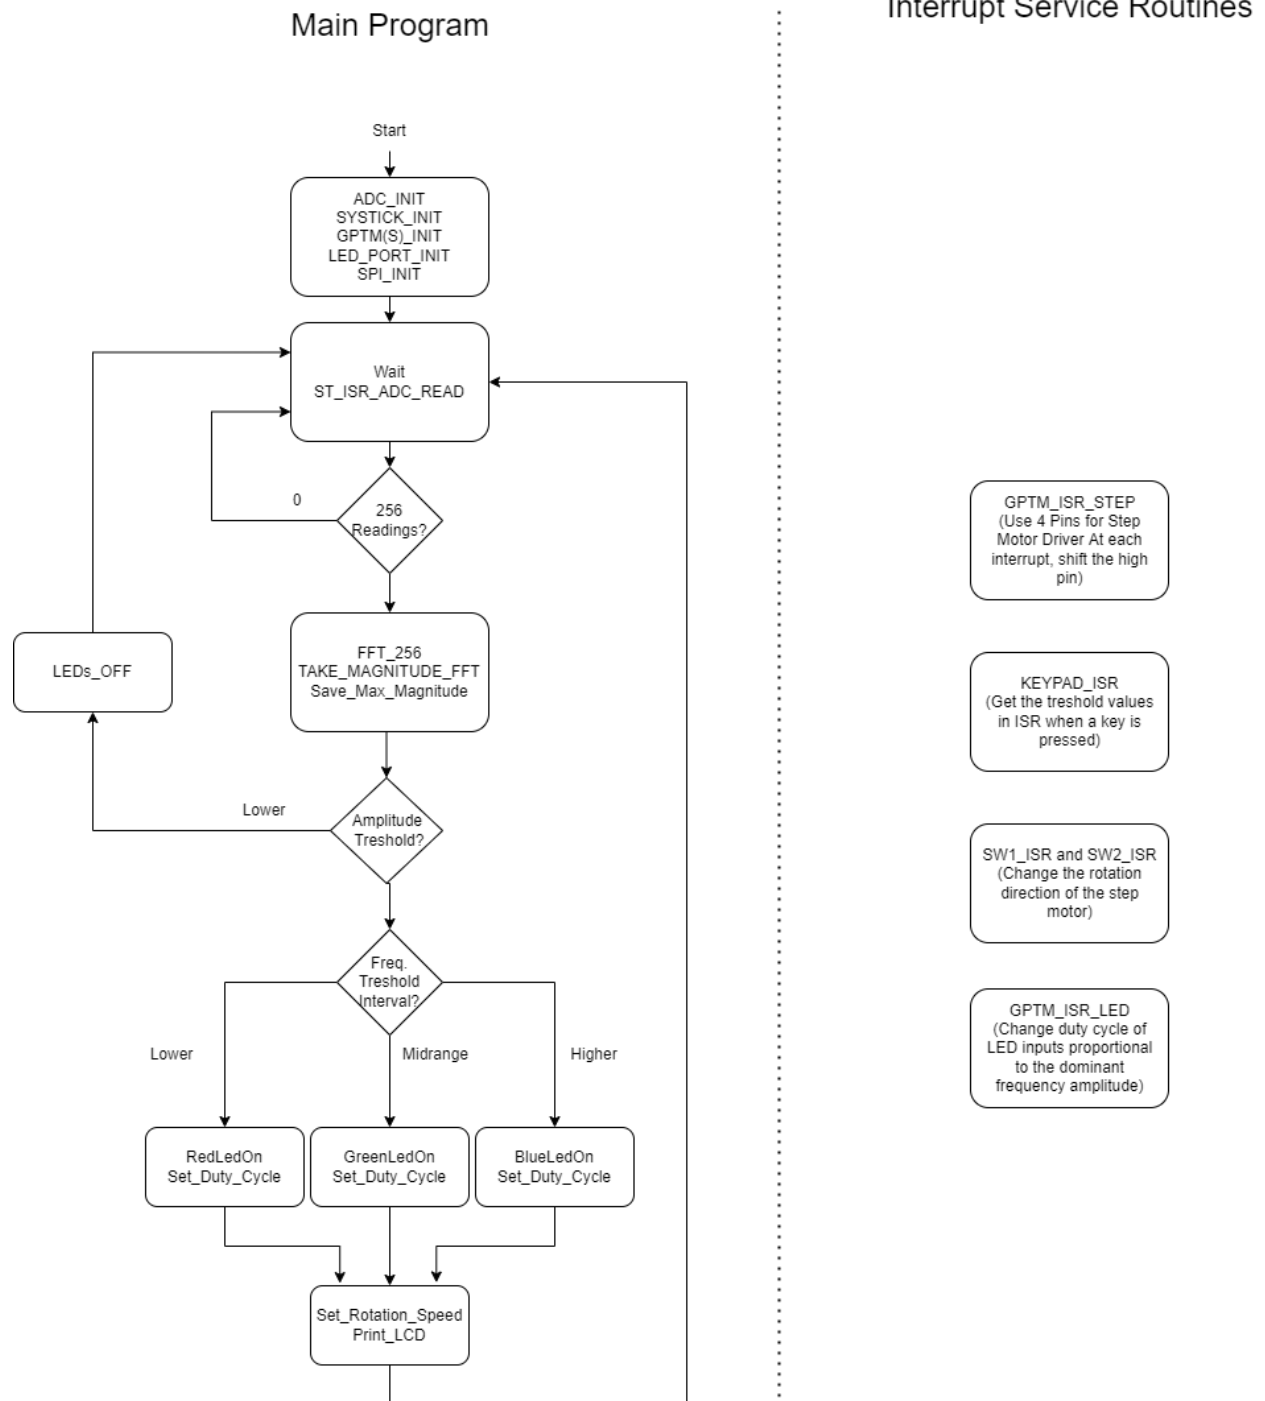 Main Program
Interrupt Service Routines
Start
ADC_INIT
SYSTICK_INIT
GPTM(S)_INIT
LED_PORT_INIT
SPI_INIT
Wait
ST_ISR_ADC_READ
0
256
Readings?
FFT_256
TAKE_MAGNITUDE_FFT
Save_Max_Magnitude
LEDs_OFF
Lower
Amplitude
Treshold?
Freq.
Treshold
Interval?
Lower
Midrange
Higher
RedLedOn
Set_Duty_Cycle
GreenLedOn
Set_Duty_Cycle
BlueLedOn
Set_Duty_Cycle
Set_Rotation_Speed
Print_LCD
GPTM_ISR_STEP
(Use 4 Pins for Step
Motor Driver At each
interrupt, shift the high
pin)
KEYPAD_ISR
(Get the treshold values
in ISR when a key is
pressed)
SW1_ISR and SW2_ISR
(Change the rotation
direction of the step
motor)
GPTM_ISR_LED
(Change duty cycle of
LED inputs proportional
to the dominant
frequency amplitude)